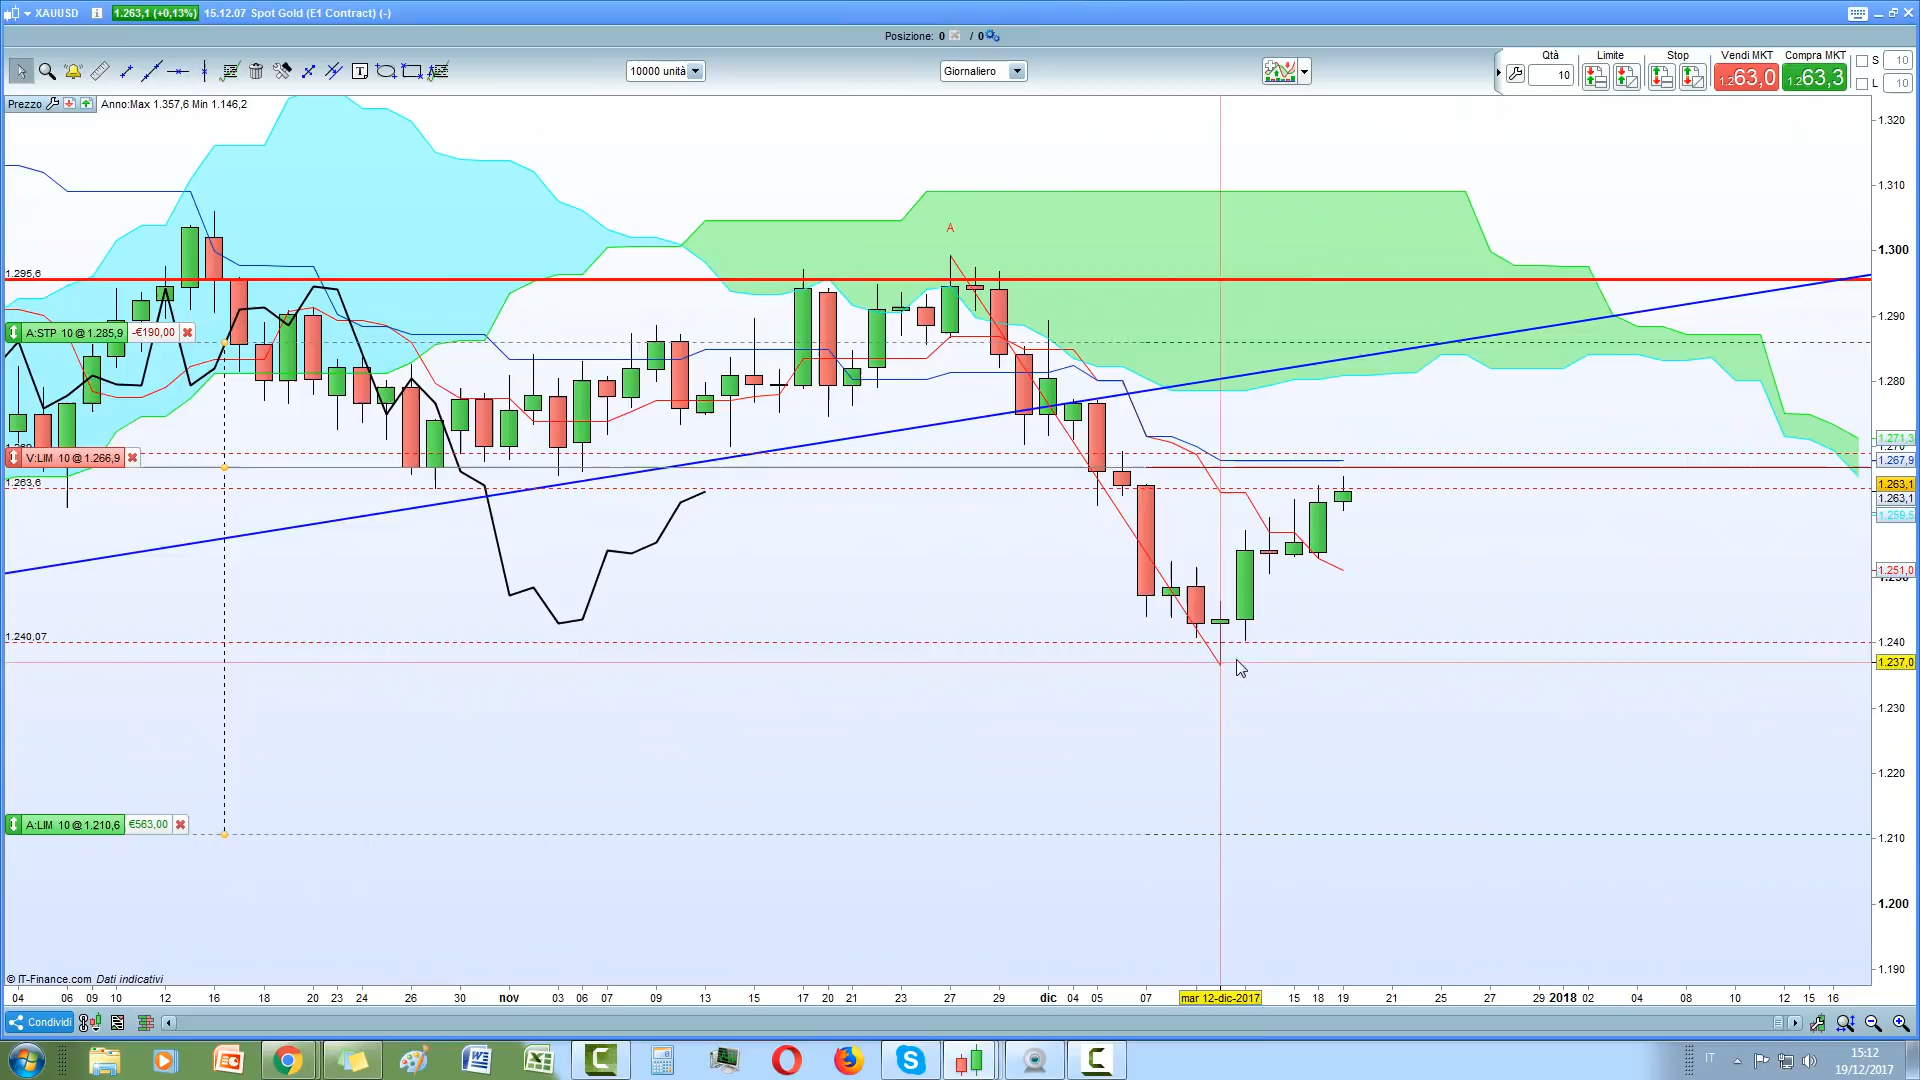 XAUUSD 1.263,1 (+0,13%) 15.12.07 Spot Gold (E1 Contract) (-)
Posizione: 0 / 0
10000 unità Giornaliero
Qtà Limite Stop Vendi MKT Compra MKT S 10
10 1.263,0 1.263,3 L 10
Prezzo Anno:Max 1.357,6 Min 1.146,2
1.320
1.310
A
1.300
1.295,6
1.290
A:STP 10 @ 1.285,9 -€190,00
1.280
1.271,3
V:LIM 10 @ 1.266,9
1.267,9
1.263,6
1.263,1
1.263,1
1.259,5
1.251,0
1.240,07
1.240
1.237,0
1.230
1.220
A:LIM 10 @ 1.210,6 €563,00
1.210
1.200
© IT-Finance.com Dati indicativi
1.190
04 06 09 10 12 16 18 20 23 24 26 30 nov 03 06 07 09 13 15 17 20 21 23 27 29 dic 04 05 07 mar 12-dic-2017 15 18 19 21 25 27 29 2018 02 04 08 10 12 15 16
Condividi
IT 15:12
19/12/2017